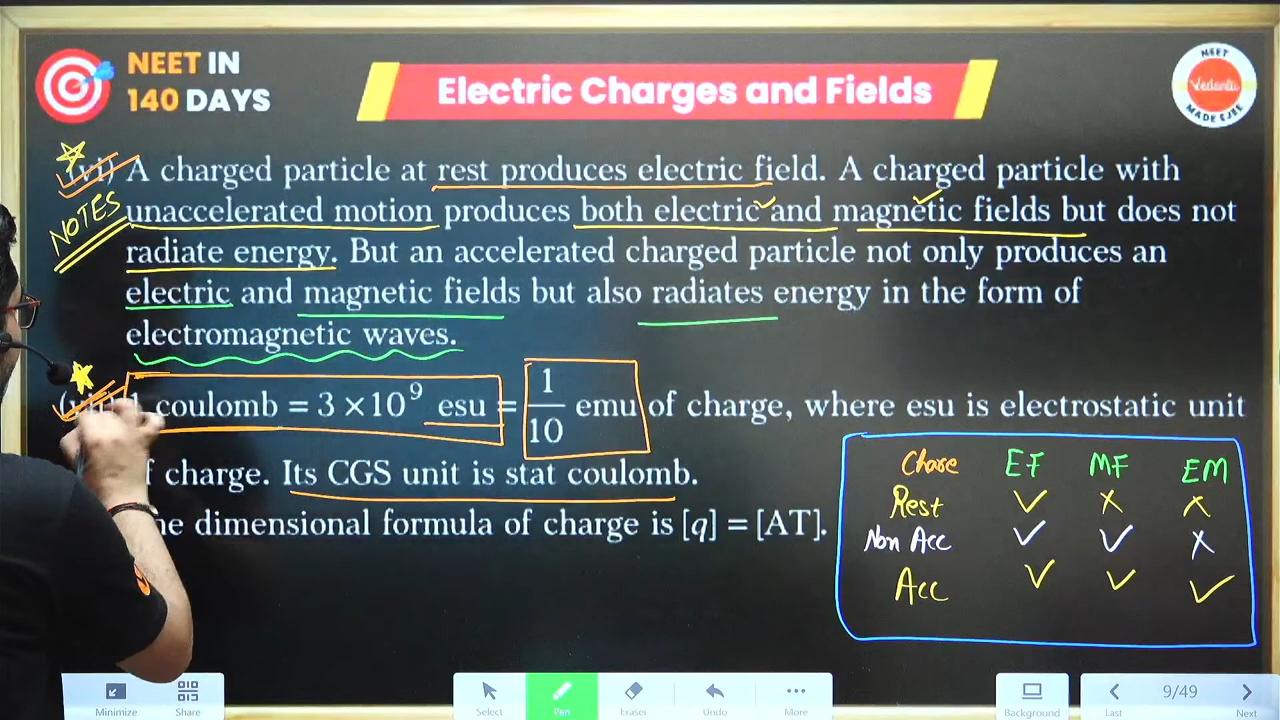 NEET IN
140 DAYS
Electric Charges and Fields
NEET
Vedantu
MADE EJEE
(vi) A charged particle at rest produces electric field. A charged particle with
NOTES
unaccelerated motion produces both electric and magnetic fields but does not
radiate energy. But an accelerated charged particle not only produces an
electric and magnetic fields but also radiates energy in the form of
electromagnetic waves.
(vii) 1 coulomb = 3 × 10⁹ esu = 1/10 emu of charge, where esu is electrostatic unit
f charge. Its CGS unit is stat coulomb.
he dimensional formula of charge is [q] = [AT].
EF MF EM
Rest ✓ X X
Non Acc ✓ ✓ X
Acc ✓ ✓ ✓
Minimize Share Select Pen Eraser Undo More Background Last 9/49 Next